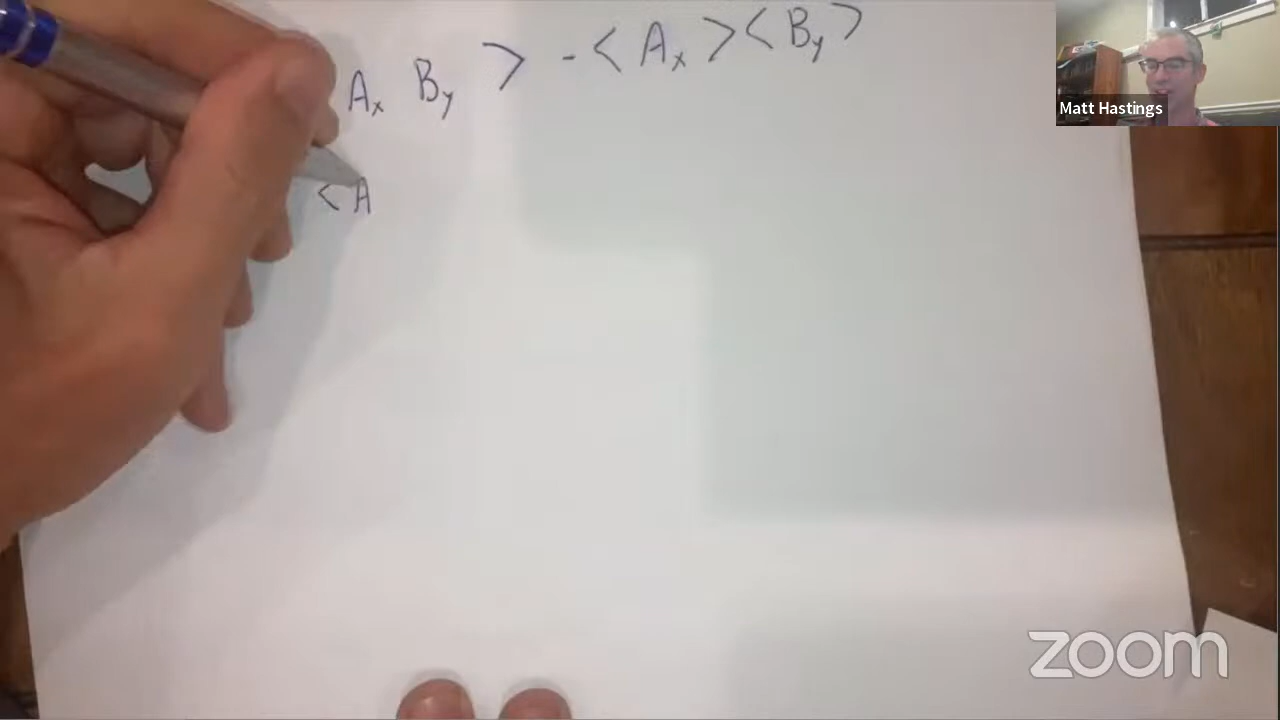 A_x B_y > - < A_x > < B_y >
< A
Matt Hastings
zoom